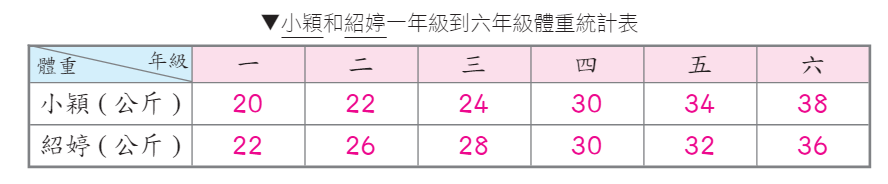 ▼小穎和紹婷一年級到六年級體重統計表
體重 年級 一 二 三 四 五 六
小穎(公斤) 20 22 24 30 34 38
紹婷(公斤) 22 26 28 30 32 36